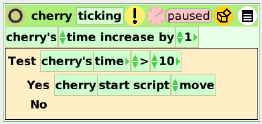 cherry ticking ! paused
cherry's time increase by 1
Test cherry's time > 10
Yes cherry start script move
No